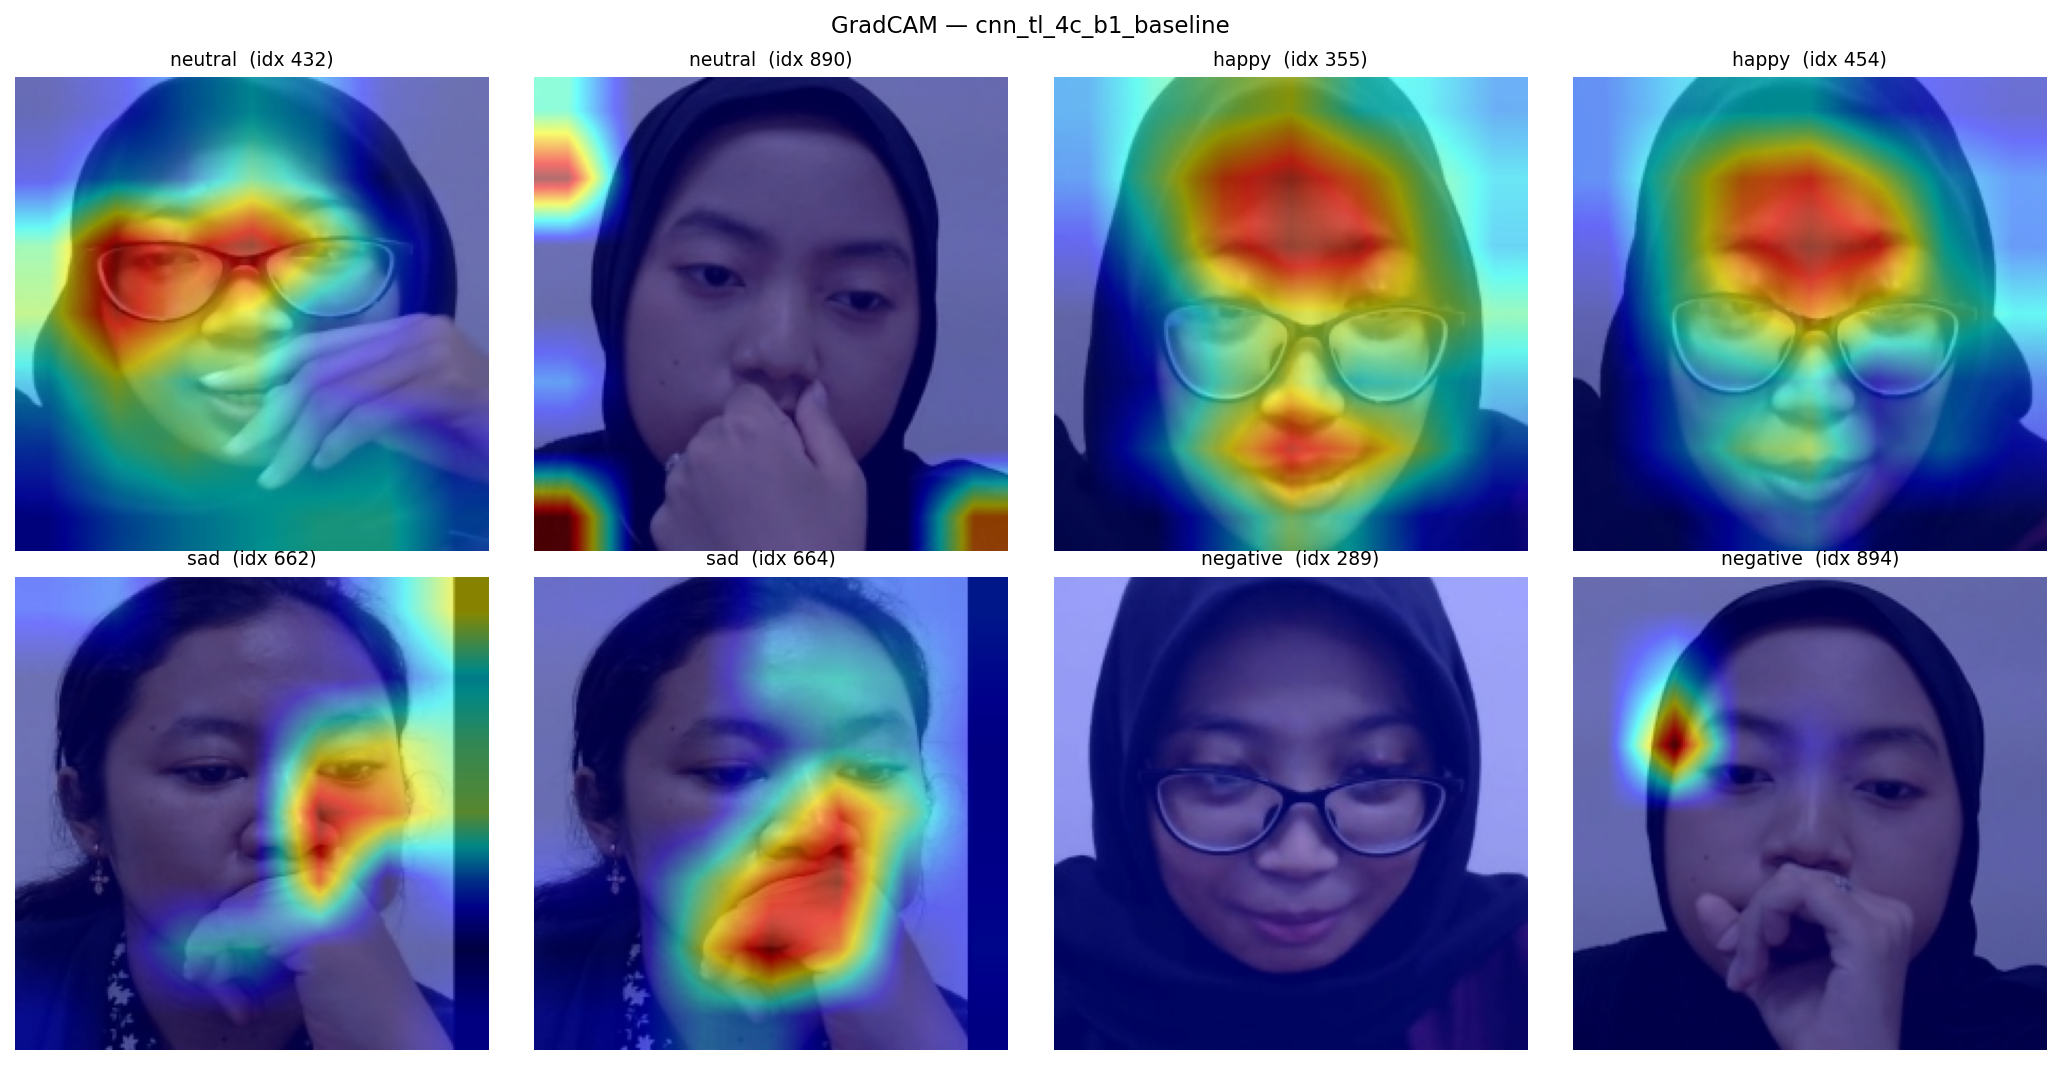 GradCAM — cnn_tl_4c_b1_baseline
neutral  (idx 432)
neutral  (idx 890)
happy  (idx 355)
happy  (idx 454)
sad  (idx 662)
sad  (idx 664)
negative  (idx 289)
negative  (idx 894)